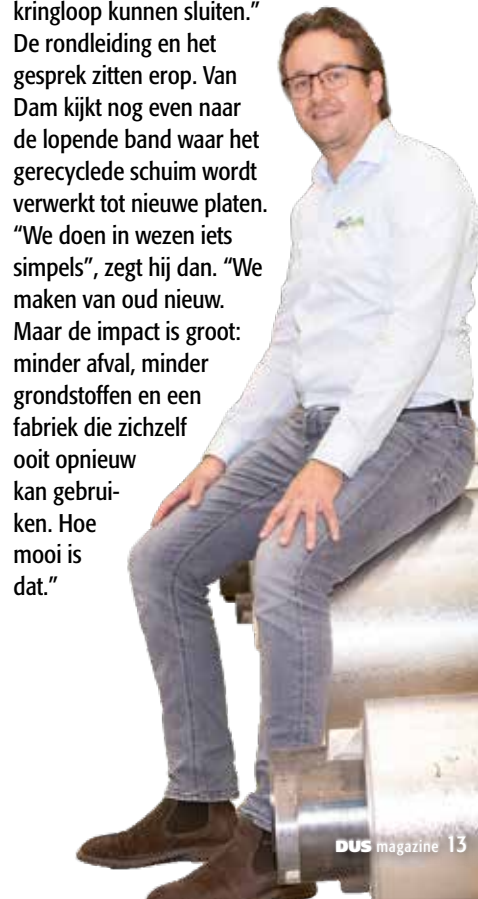 kringloop kunnen sluiten.”
De rondleiding en het
gesprek zitten erop. Van
Dam kijkt nog even naar
de lopende band waar het
gerecyclede schuim wordt
verwerkt tot nieuwe platen.
“We doen in wezen iets
simpels”, zegt hij dan. “We
maken van oud nieuw.
Maar de impact is groot:
minder afval, minder
grondstoffen en een
fabriek die zichzelf
ooit opnieuw
kan gebrui-
ken. Hoe
mooi is
dat.”
DUS magazine 13